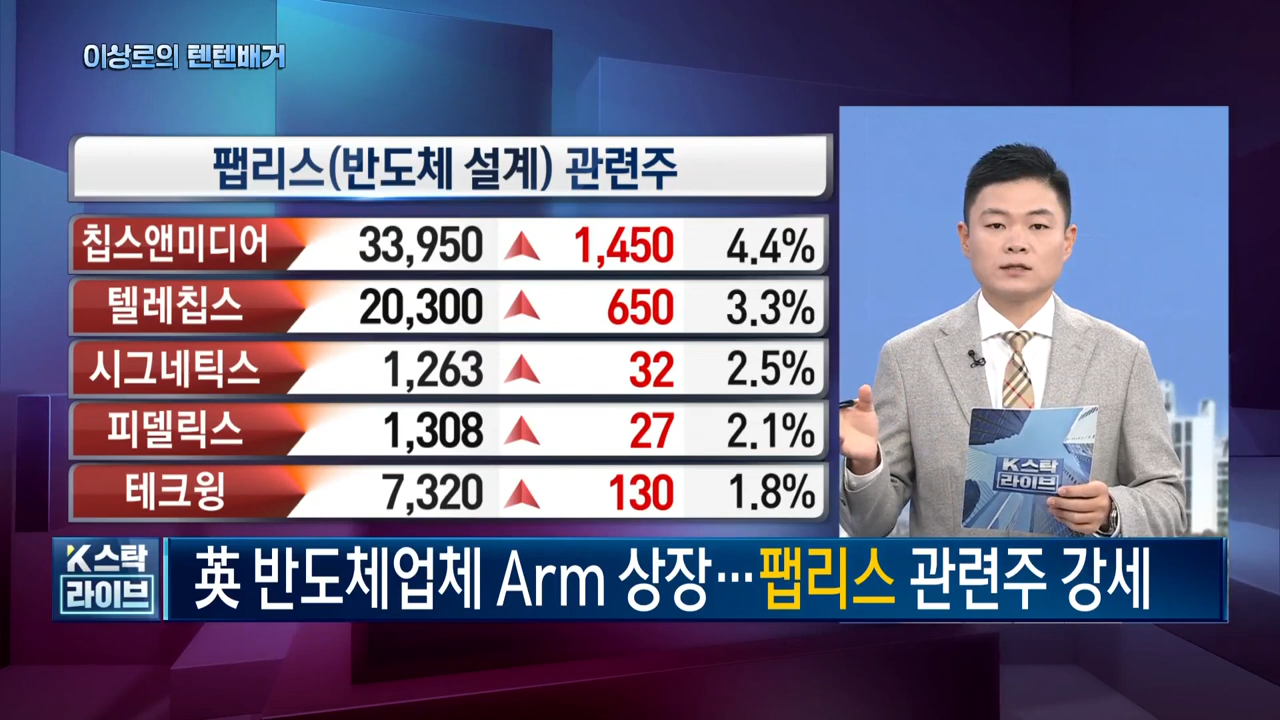 이상로의 텐텐배거
팹리스(반도체 설계) 관련주
칩스앤미디어 33,950 ▲ 1,450 4.4%
텔레칩스 20,300 ▲ 650 3.3%
시그네틱스 1,263 ▲ 32 2.5%
피델릭스 1,308 ▲ 27 2.1%
테크윙 7,320 ▲ 130 1.8%
K스탁
라이브
K스탁
라이브
英 반도체업체 Arm 상장…팹리스 관련주 강세